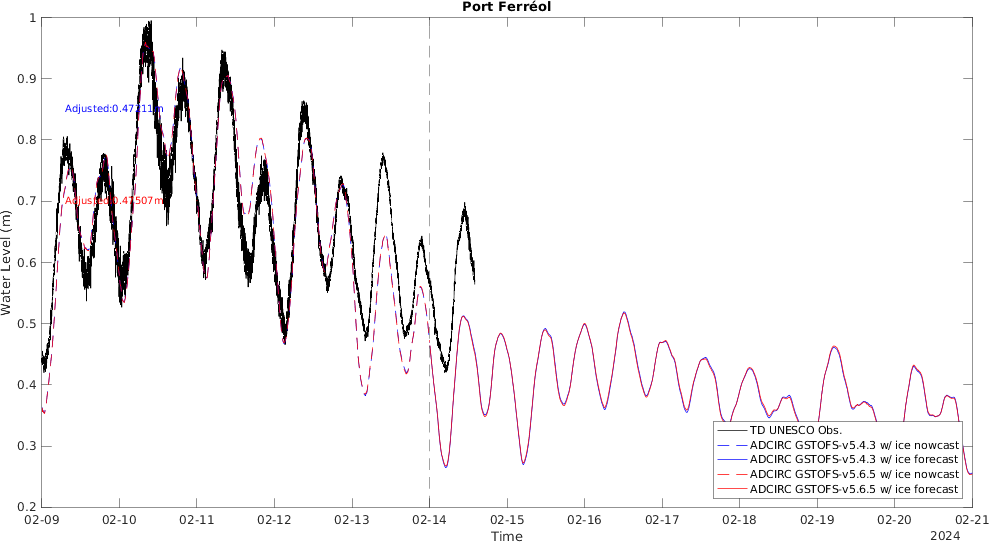 Port Ferréol
1
0.9
0.8
0.7
0.6
0.5
0.4
0.3
0.2
Water Level (m)
Adjusted:0.47211m
Adjusted:0.47507m
TD UNESCO Obs.
ADCIRC GSTOFS-v5.4.3 w/ ice nowcast
ADCIRC GSTOFS-v5.4.3 w/ ice forecast
ADCIRC GSTOFS-v5.6.5 w/ ice nowcast
ADCIRC GSTOFS-v5.6.5 w/ ice forecast
02-09 02-10 02-11 02-12 02-13 02-14 02-15 02-16 02-17 02-18 02-19 02-20 02-21
Time
2024